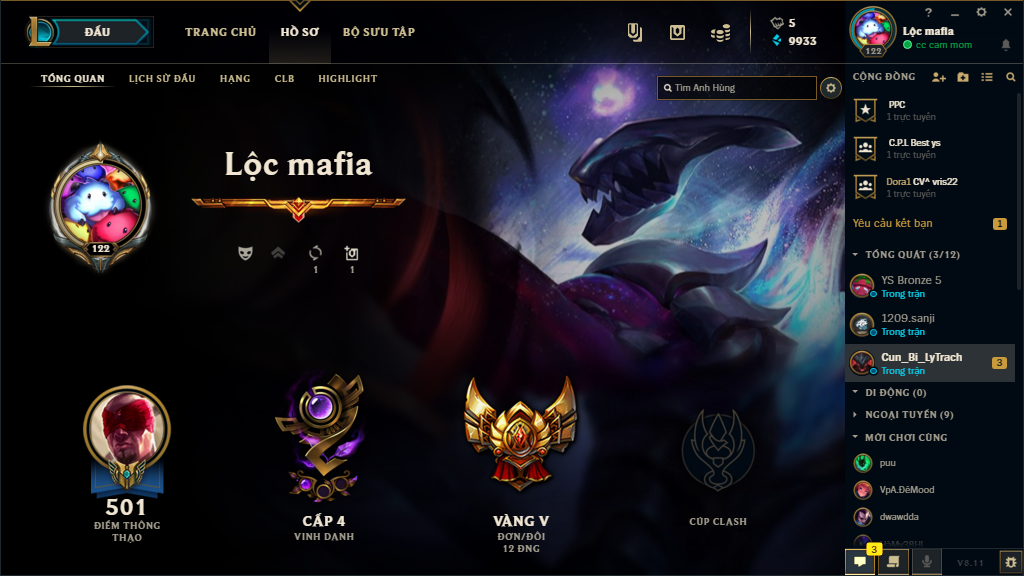 ĐẤU
TRANG CHỦ
HỒ SƠ
BỘ SƯU TẬP
5
9933
?
Lộc mafia
cc cam mom
122
TỔNG QUAN
LỊCH SỬ ĐẤU
HẠNG
CLB
HIGHLIGHT
Tìm Anh Hùng
Lộc mafia
122
1
1
501
ĐIỂM THÔNG
THẠO
CẤP 4
VINH DANH
VÀNG V
ĐƠN/ĐÔI
12 ĐNG
CÚP CLASH
CỘNG ĐỒNG
PPC
1 trực tuyến
C.P.L Best ys
1 trực tuyến
Dora1 CV^ vris22
1 trực tuyến
Yêu cầu kết bạn
1
TỔNG QUÁT (3/12)
YS Bronze 5
Trong trận
1209.sanji
Trong trận
Cun_Bi_LyTrach
Trong trận
3
DI ĐỘNG (0)
NGOẠI TUYẾN (9)
MỜI CHƠI CÙNG
puu
VpA.ĐêMood
dwawdda
3
V8.11